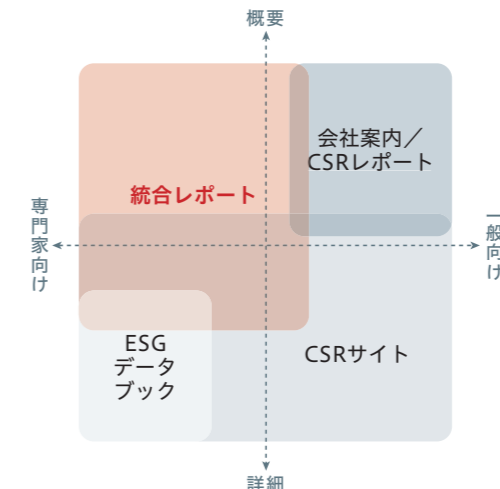 概要
会社案内／
CSRレポート
統合レポート
専門家向け
一般向け
ESG
データ
ブック
CSRサイト
詳細